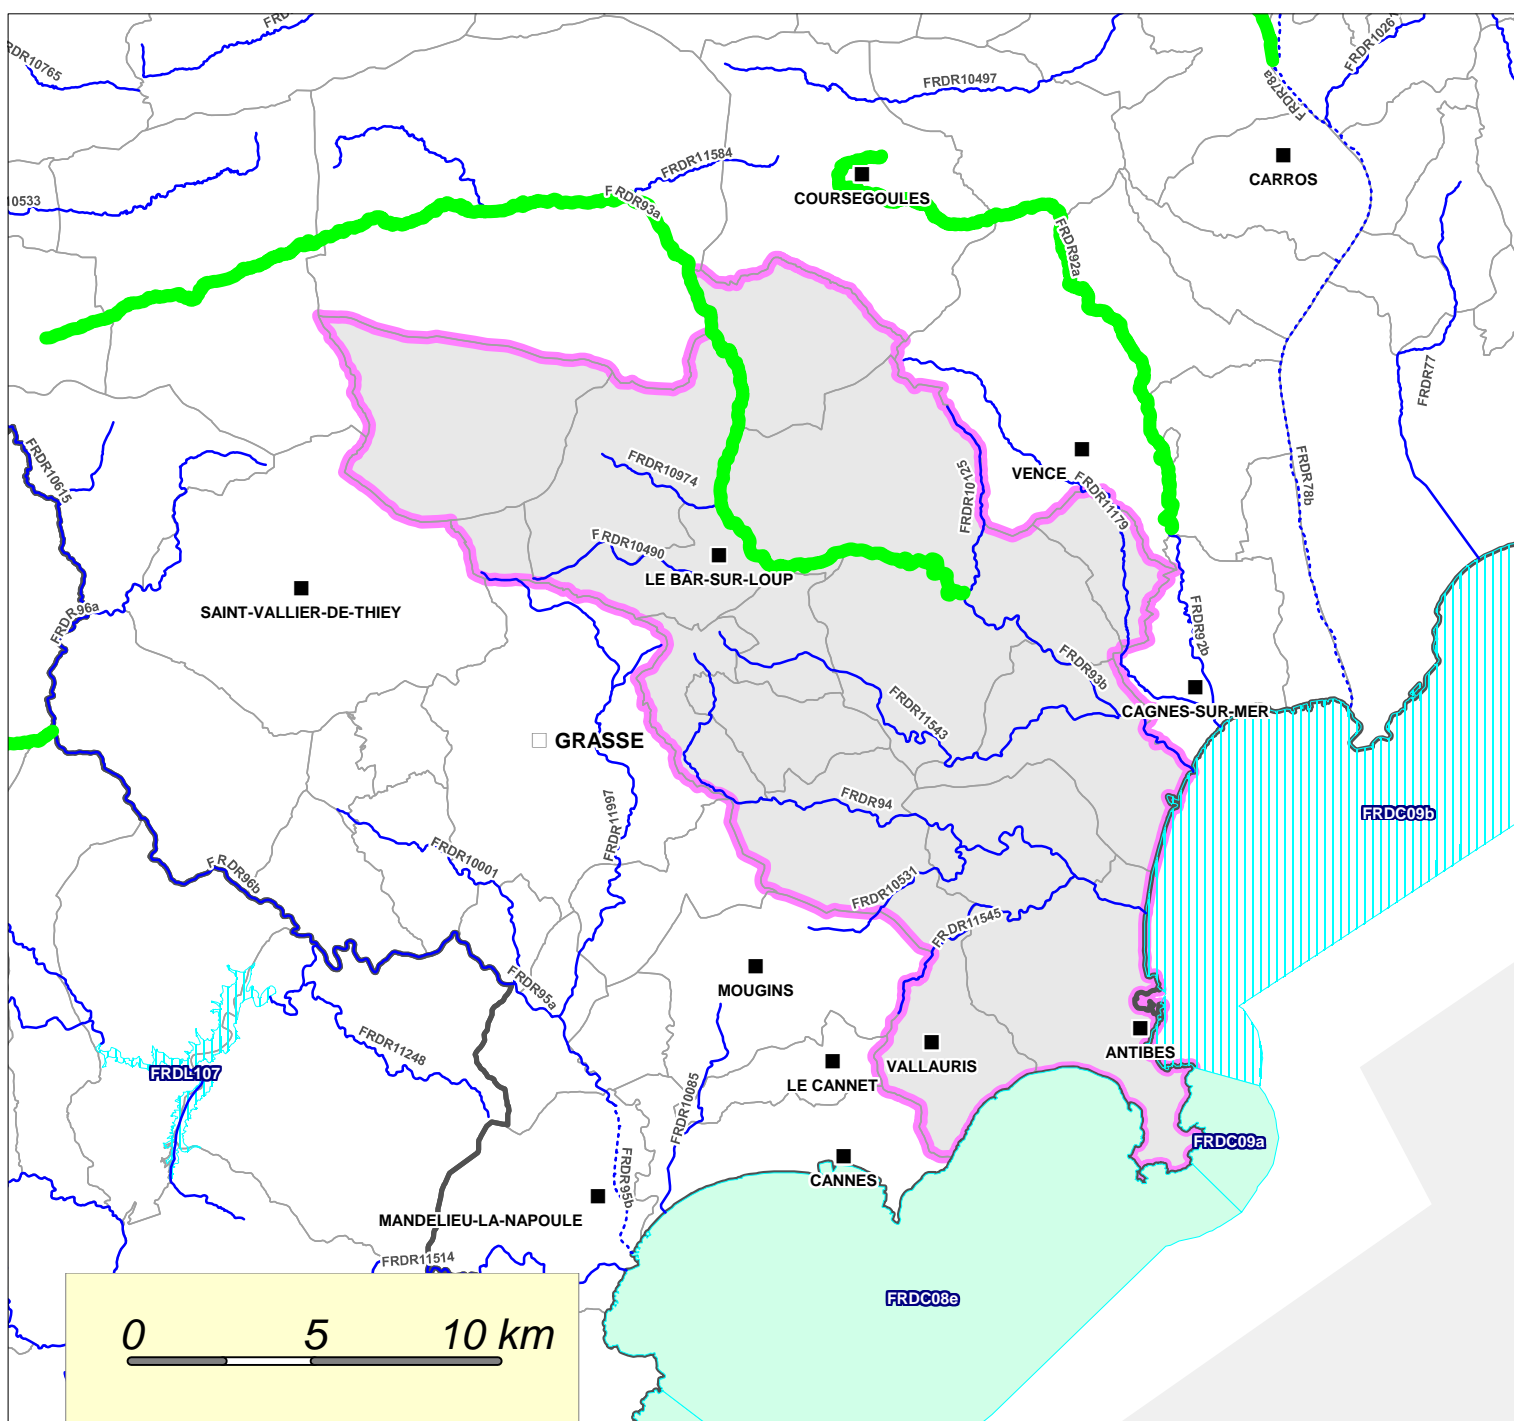 FRDR10765
FRDR10497
FRDR1026
FRDR78a
FRDR11584
CARROS
COURSEGOULES
10533
FRDR93a
FRDR92a
FRDR77
FRDR10615
FRDR10974
FRDR10125
VENCE
FRDR11179
FRDR78b
FRDR10490
LE BAR-SUR-LOUP
SAINT-VALLIER-DE-THIEY
FRDR96a
FRDR92b
FRDR93b
CAGNES-SUR-MER
FRDR11543
GRASSE
FRDR94
FRDC09b
FRDR11997
FRDR10001
FRDR96b
FRDR10531
FRDR11545
MOUGINS
FRDR95a
FRDR11248
ANTIBES
VALLAURIS
FRDL107
LE CANNET
FRDR10085
FRDC09a
CANNES
FRDR95b
MANDELIEU-LA-NAPOULE
FRDR11514
FRDC08e
0 5 10 km